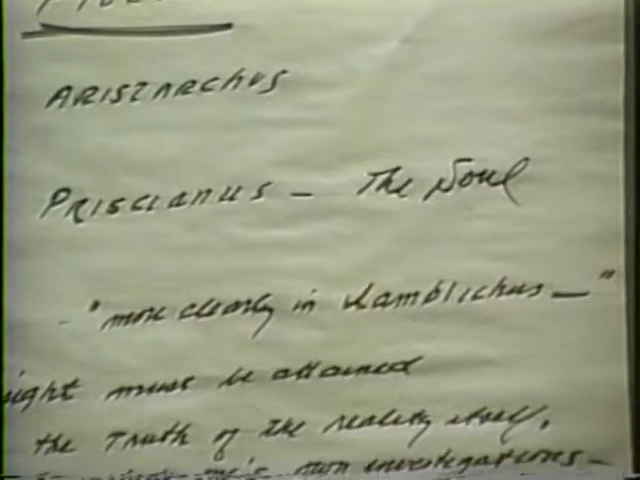 ARISTARCHUS
PRISCIANUS — The Soul
- "more clearly in Iamblichus —"
must be attained
the Truth of the reality itself,
one's own investigations —